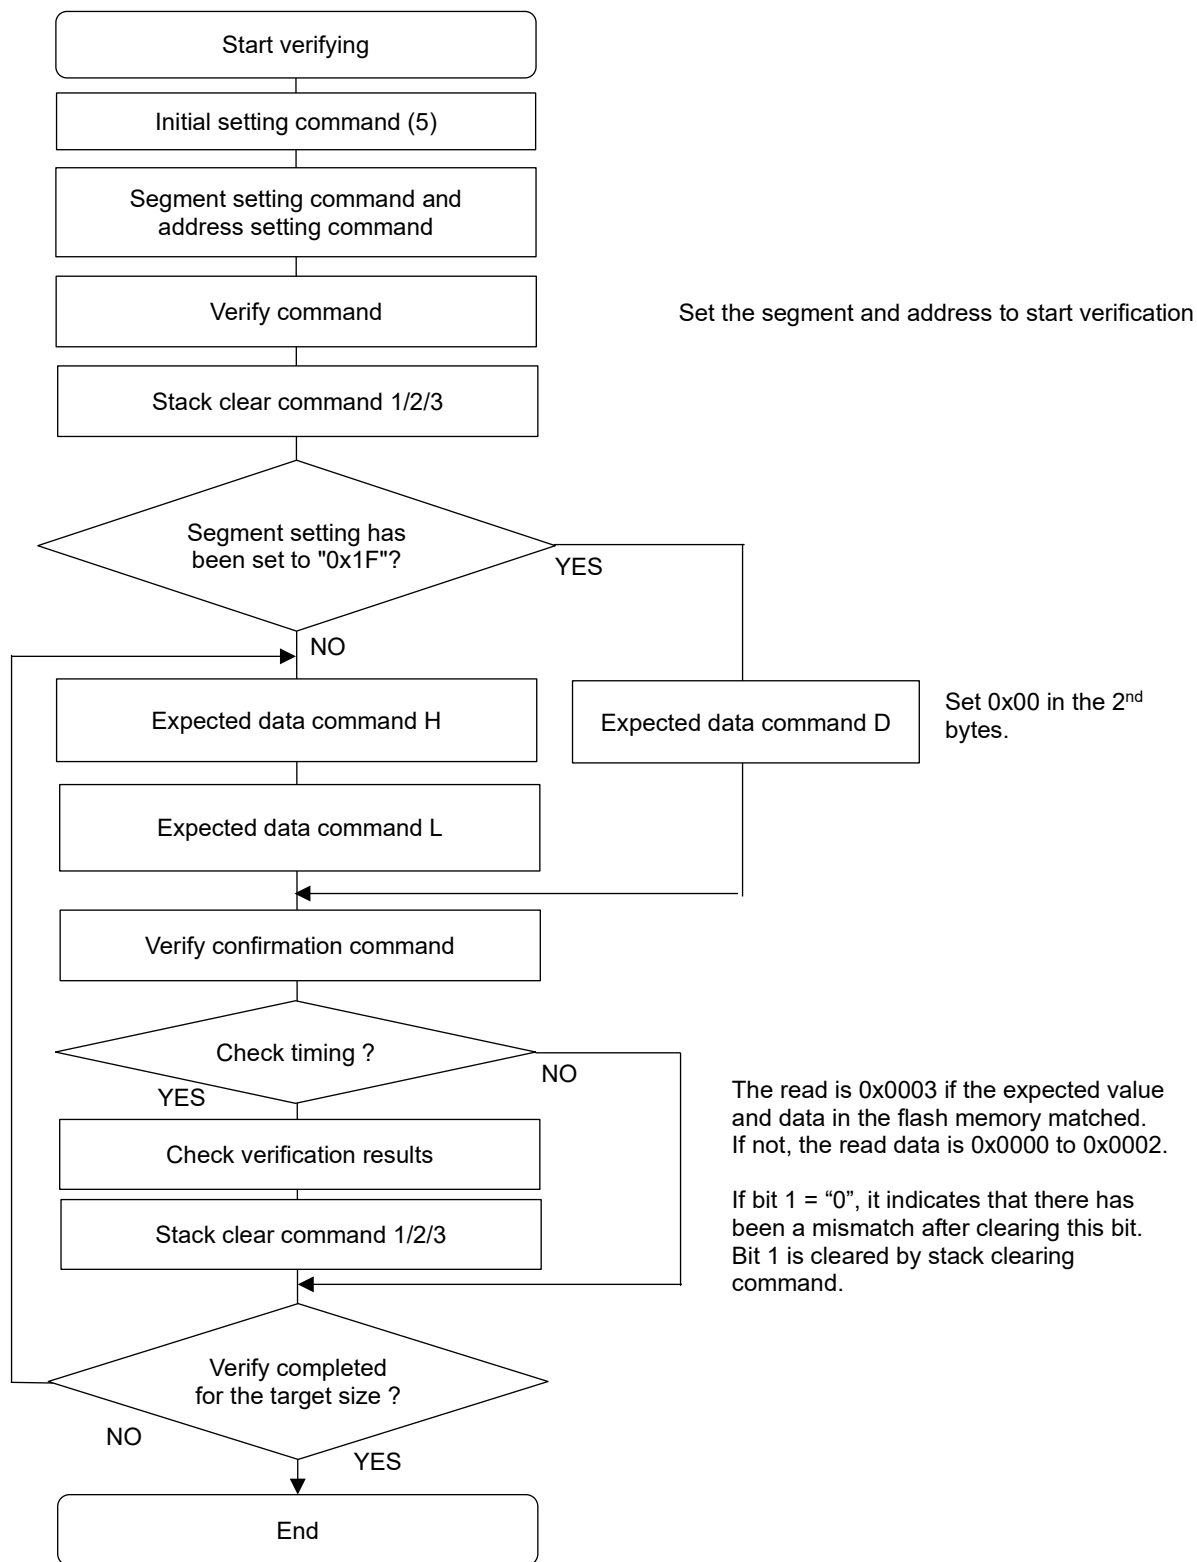 Start verifying
Initial setting command (5)
Segment setting command and
address setting command
Verify command
Set the segment and address to start verification
Stack clear command 1/2/3
Segment setting has
been set to "0x1F"?
YES
NO
Expected data command H
Expected data command D
Set 0x00 in the 2nd
bytes.
Expected data command L
Verify confirmation command
Check timing ?
NO
YES
The read is 0x0003 if the expected value
and data in the flash memory matched.
If not, the read data is 0x0000 to 0x0002.
If bit 1 = “0”, it indicates that there has
been a mismatch after clearing this bit.
Bit 1 is cleared by stack clearing
command.
Check verification results
Stack clear command 1/2/3
Verify completed
for the target size ?
NO
YES
End